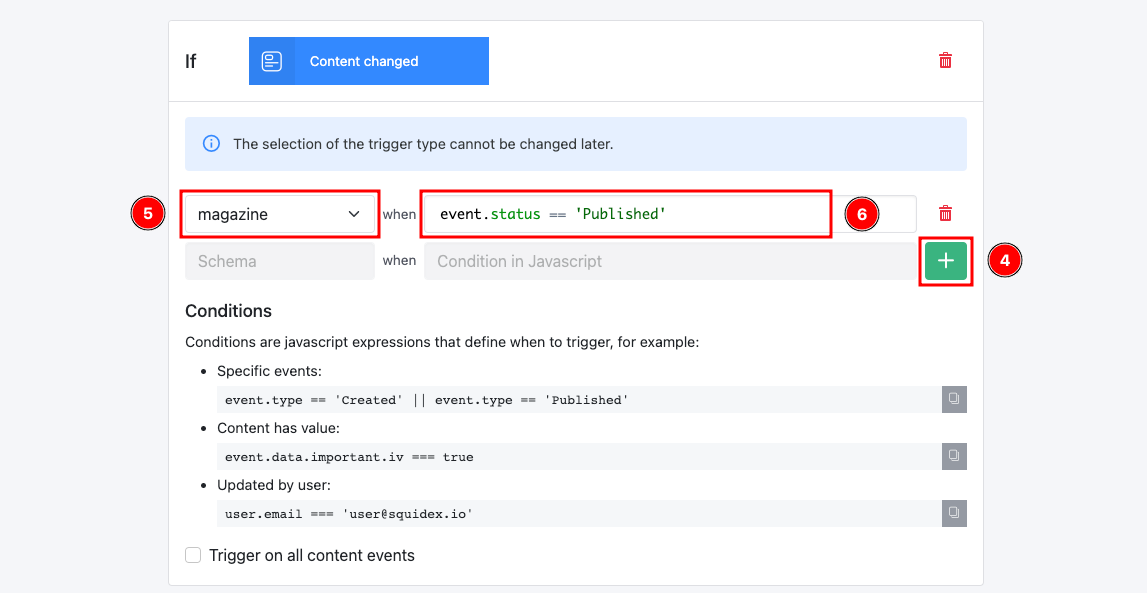 If
Content changed
The selection of the trigger type cannot be changed later.
5 magazine when event.status == 'Published' 6
Schema when Condition in Javascript 4
Conditions
Conditions are javascript expressions that define when to trigger, for example:
• Specific events:
event.type == 'Created' || event.type == 'Published'
• Content has value:
event.data.important.iv === true
• Updated by user:
user.email === 'user@squidex.io'
Trigger on all content events